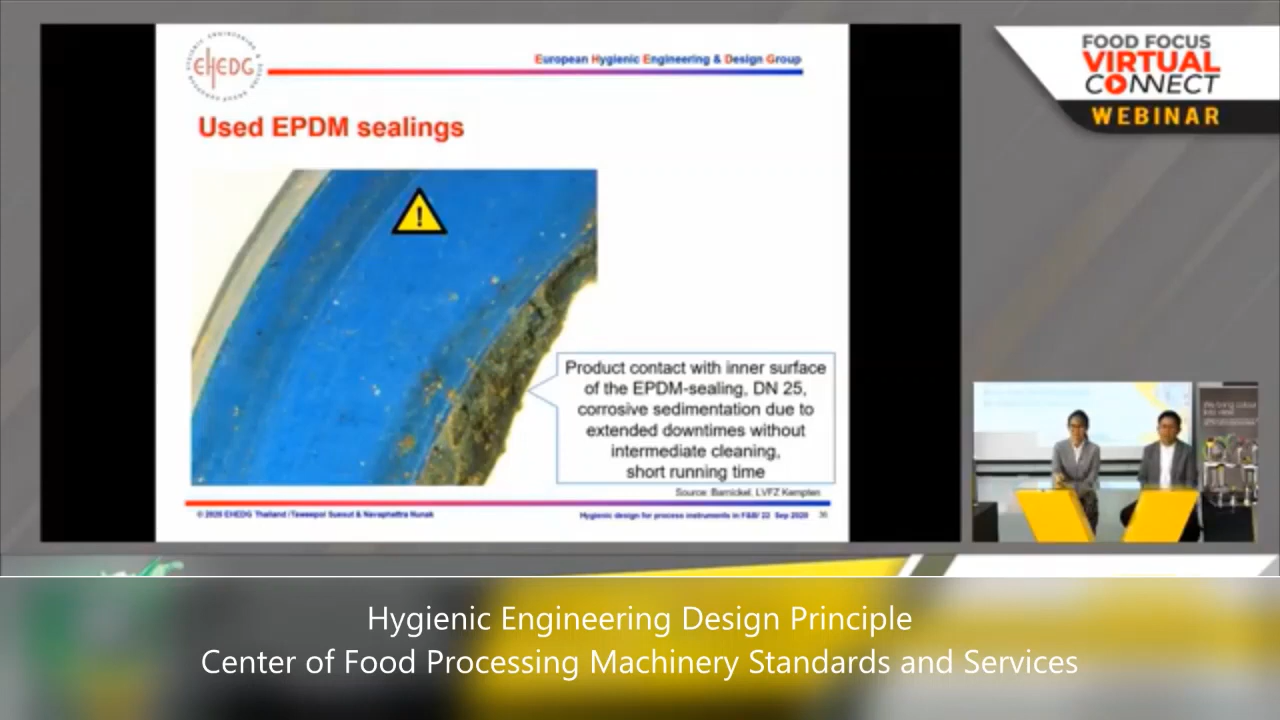 EHEDG
European Hygienic Engineering & Design Group
Used EPDM sealings
!
Product contact with inner surface
of the EPDM-sealing, DN 25,
corrosive sedimentation due to
extended downtimes without
intermediate cleaning,
short running time
Source: Barnickel, LVFZ Kempten
© 2020 EHEDG Thailand /Taweepol Suesut & Navaphattra Nunak
Hygienic design for process instruments in F&B/ 22 Sep 2020 36
FOOD FOCUS
VIRTUAL
CONNECT
WEBINAR
Hygienic Engineering Design Principle
Center of Food Processing Machinery Standards and Services